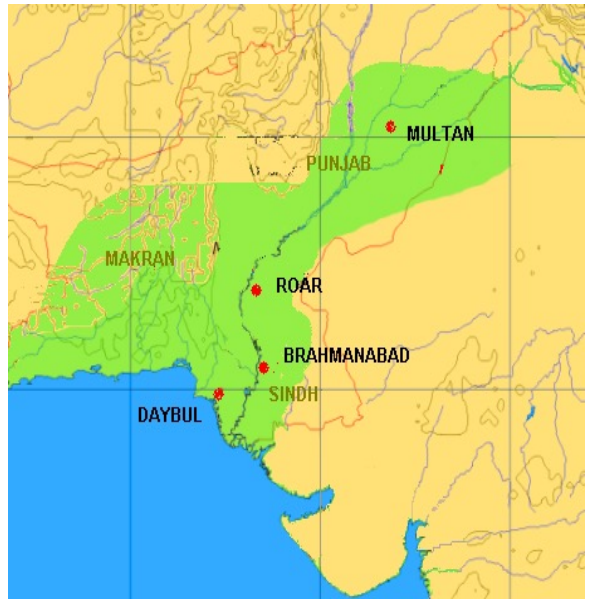 MULTAN
PUNJAB
MAKRAN
ROAR
BRAHMANABAD
SINDH
DAYBUL